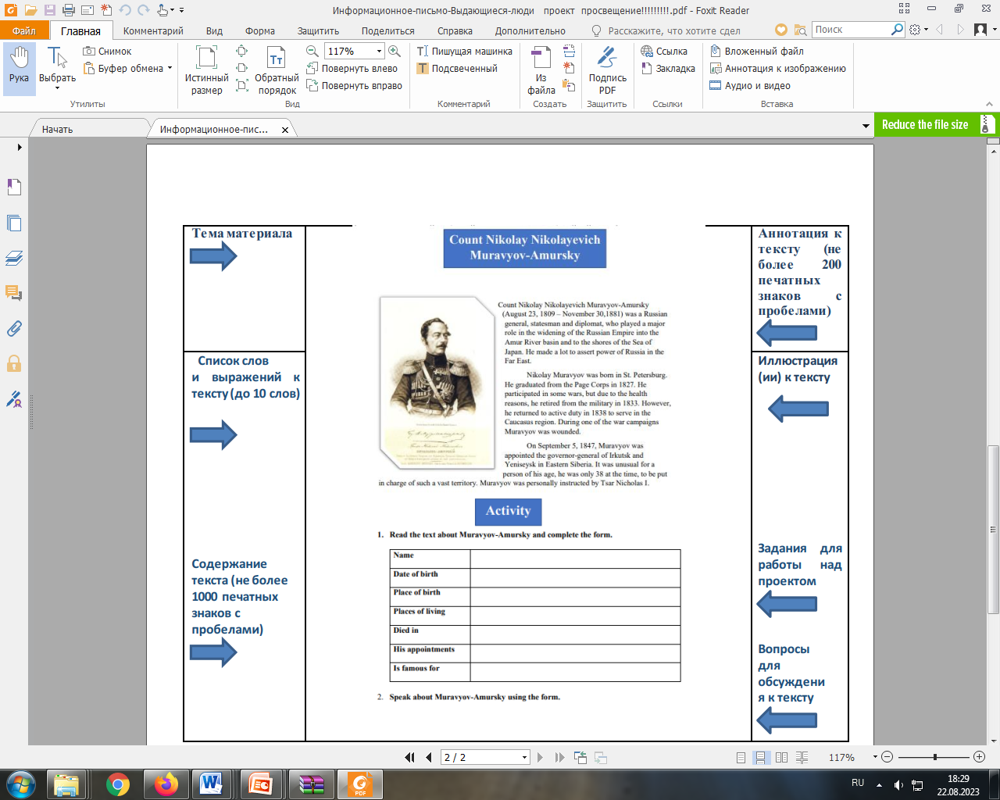 Информационное-письмо-Выдающиеся-люди проект просвещение!!!!!!!!!.pdf - Foxit Reader
Файл
Главная
Комментарий
Вид
Форма
Защитить
Поделиться
Справка
Дополнительно
Расскажите, что хотите сдел
Поиск
Рука
Выбрать
Снимок
Буфер обмена
Утилиты
Истинный
размер
Обратный
порядок
117%
Повернуть влево
Повернуть вправо
Вид
Пишущая машинка
Подсвеченный
Комментарий
Из
файла
Создать
Подпись
PDF
Защитить
Ссылка
Закладка
Ссылки
Вложенный файл
Аннотация к изображению
Аудио и видео
Вставка
Начать
Информационное-пис...
Reduce the file size
Тема материала
Список слов
и выражений к
тексту (до 10 слов)
Содержание
текста (не более
1000 печатных
знаков с
пробелами)
Count Nikolay Nikolayevich
Muravyov-Amursky
Count Nikolay Nikolayevich Muravyov-Amursky
(August 23, 1809 – November 30,1881) was a Russian
general, statesman and diplomat, who played a major
role in the widening of the Russian Empire into the
Amur River basin and to the shores of the Sea of
Japan. He made a lot to assert power of Russia in the
Far East.
Nikolay Muravyov was born in St. Petersburg.
He graduated from the Page Corps in 1827. He
participated in some wars, but due to the health
reasons, he retired from the military in 1833. However,
he returned to active duty in 1838 to serve in the
Caucasus region. During one of the war campaigns
Muravyov was wounded.
On September 5, 1847, Muravyov was
appointed the governor-general of Irkutsk and
Yeniseysk in Eastern Siberia. It was unusual for a
person of his age, he was only 38 at the time, to be put
in charge of such a vast territory. Muravyov was personally instructed by Tsar Nicholas I.
Activity
1. Read the text about Muravyov-Amursky and complete the form.
Name
Date of birth
Place of birth
Places of living
Died in
His appointments
Is famous for
2. Speak about Muravyov-Amursky using the form.
Аннотация к
тексту (не
более 200
печатных
знаков с
пробелами)
Иллюстрация
(ии) к тексту
Задания для
работы над
проектом
Вопросы
для
обсуждени
я к тексту
2 / 2
117%
RU
18:29
22.08.2023